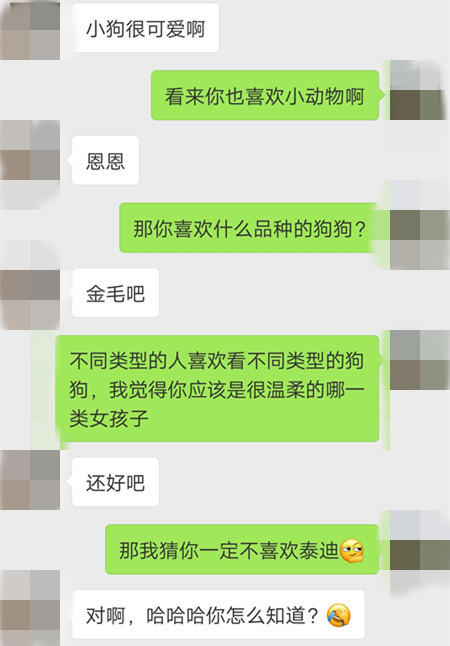 小狗很可爱啊
看来你也喜欢小动物啊
恩恩
那你喜欢什么品种的狗狗?
金毛吧
不同类型的人喜欢看不同类型的狗
狗，我觉得你应该是很温柔的哪一
类女孩子
还好吧
那我猜你一定不喜欢泰迪
对啊，哈哈哈你怎么知道?